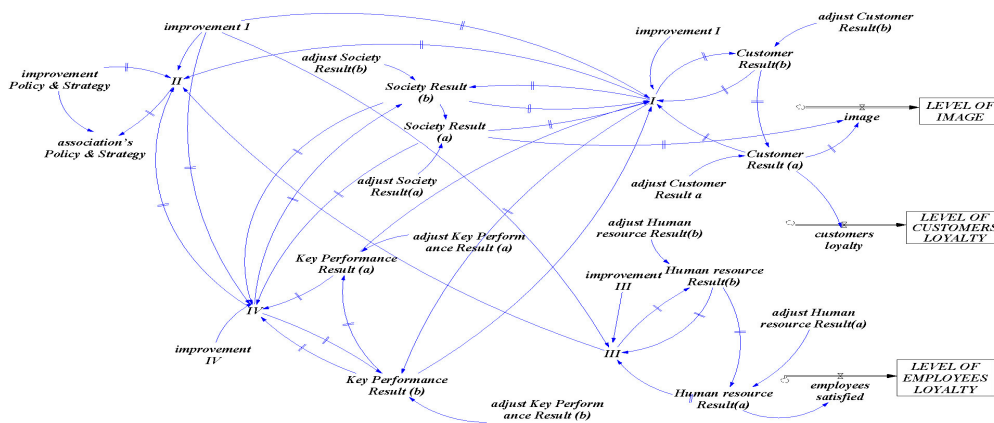 improvement I
improvement I
adjust Customer
Result(b)
adjust Society
Result(b)
Customer
Result(b)
improvement
Policy & Strategy
II
Society Result
(b)
I
LEVEL OF
IMAGE
image
Society Result
(a)
association's
Policy & Strategy
Customer
Result (a)
adjust Society
Result(a)
adjust Customer
Result a
LEVEL OF
CUSTOMERS
LOYALTY
customers
loyalty
adjust Human
resource Result(b)
adjust Key Perform
ance Result (a)
Key Performance
Result (a)
improvement
III
Human resource
Result(b)
IV
adjust Human
resource Result(a)
improvement
IV
III
LEVEL OF
EMPLOYEES
LOYALTY
Key Performance
Result (b)
employees
satisfied
Human resource
Result(a)
adjust Key Perform
ance Result (b)